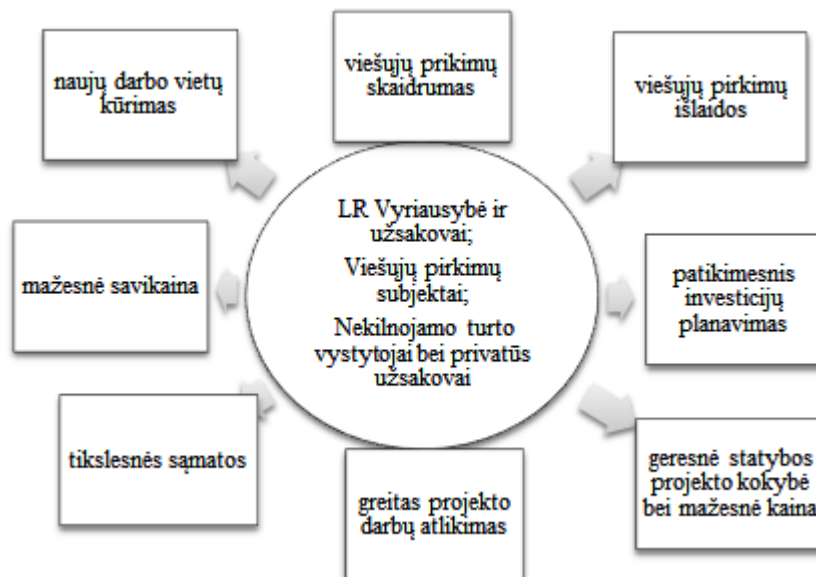 naujų darbo vietų
kūrimas
viešųjų prikimų
skaidrumas
viešųjų pirkimų
išlaidos
LR Vyriausybė ir
užsakovai;
Viešųjų pirkimų
subjektai;
Nekilnojamo turto
vystytojai bei privatūs
užsakovai
mažesnė savikaina
patikimesnis
investicijų
planavimas
tikslesnės sąmatos
greitas projekto
darbų atlikimas
geresnė statybos
projekto kokybė
bei mažesnė kaina